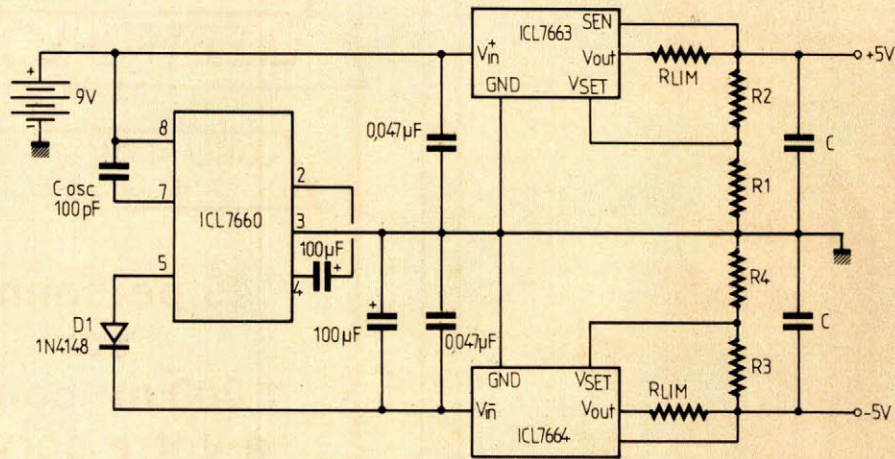 ICL7663
SEN
Vin+
Vout
GND
VSET
RLIM
+5V
R2
R1
C
+
9V
-
8
C osc
100pF
7
0,047µF
2
ICL7660
3
100µF
+
4
5
D1
1N4148
+
100µF
0,047µF
R4
R3
C
GND
VSET
Vin-
Vout
RLIM
ICL7664
-5V